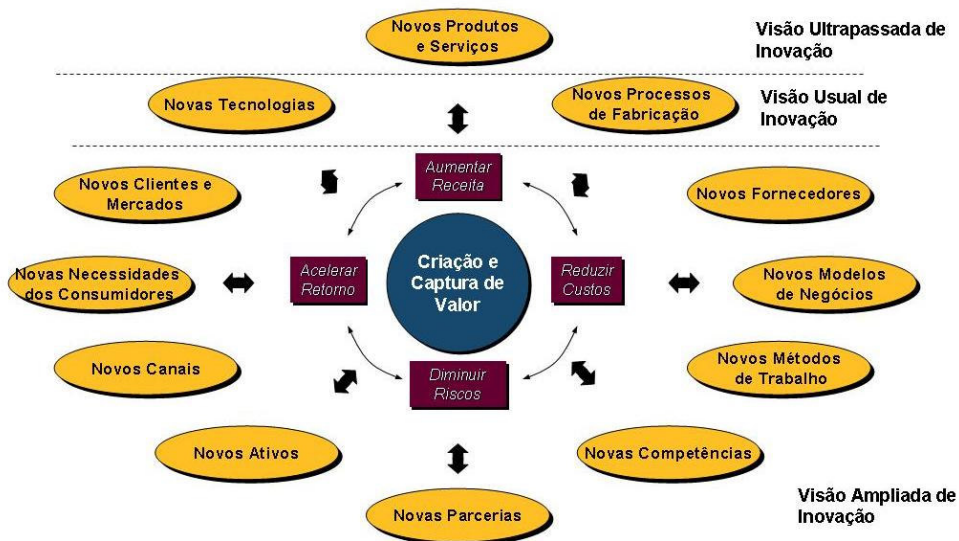 Novos Produtos
e Serviços
Visão Ultrapassada de
Inovação
Novas Tecnologias
Novos Processos
de Fabricação
Visão Usual de
Inovação
Novos Clientes e
Mercados
Aumentar
Receita
Novos Fornecedores
Novas Necessidades
dos Consumidores
Acelerar
Retorno
Criação e
Captura de
Valor
Reduzir
Custos
Novos Modelos
de Negócios
Novos Canais
Diminuir
Riscos
Novos Métodos
de Trabalho
Novos Ativos
Novas Competências
Novas Parcerias
Visão Ampliada de
Inovação